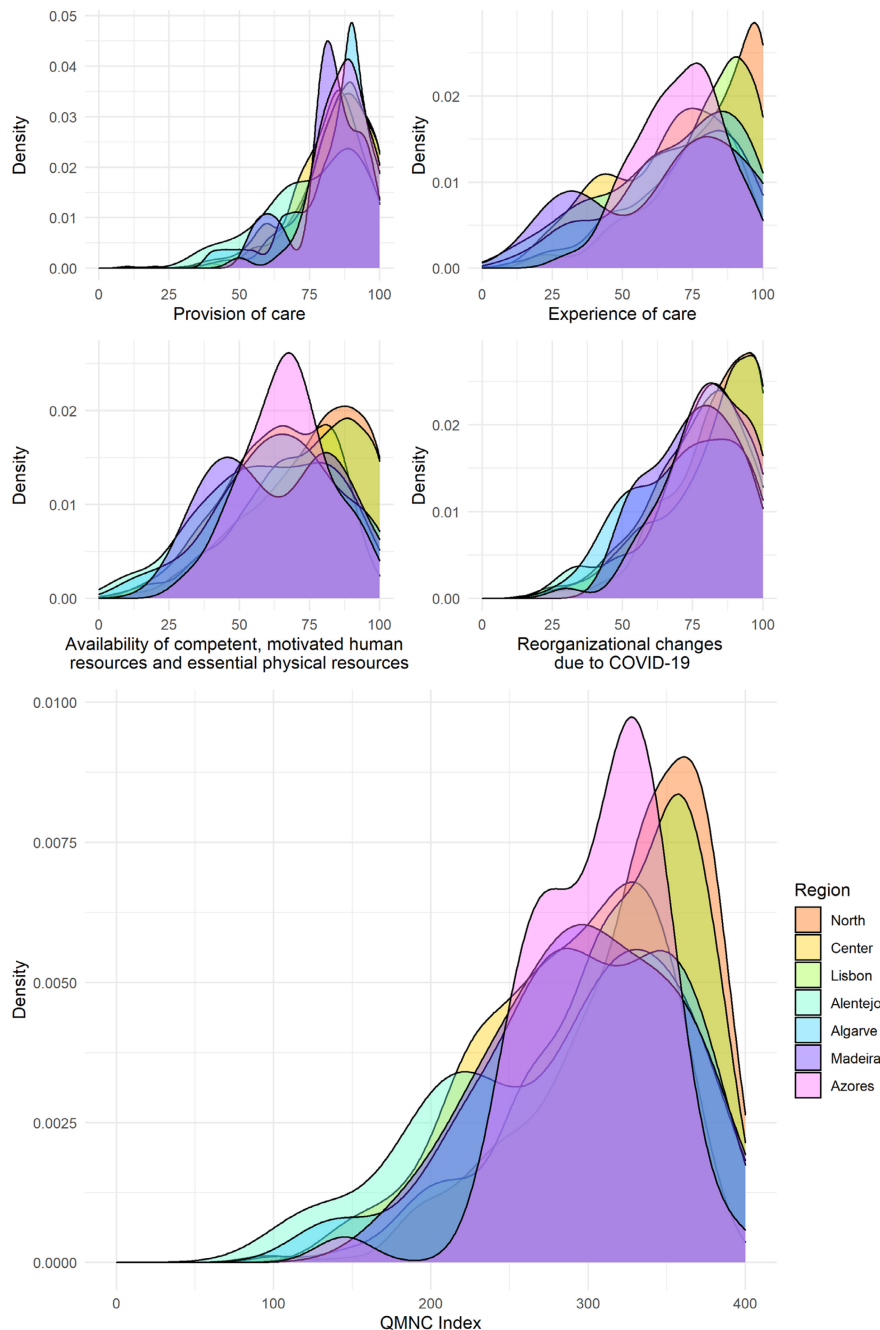 0.05
0.04
0.03
0.02
0.01
0.00
Density
0 25 50 75 100
Provision of care
0.02
0.01
0.00
Density
0 25 50 75 100
Experience of care
0.02
0.01
0.00
Density
0 25 50 75 100
Availability of competent, motivated human
resources and essential physical resources
0.02
0.01
0.00
Density
0 25 50 75 100
Reorganizational changes
due to COVID-19
0.0100
0.0075
0.0050
0.0025
0.0000
Density
0 100 200 300 400
QMNC Index
Region
North
Center
Lisbon
Alentejo
Algarve
Madeira
Azores